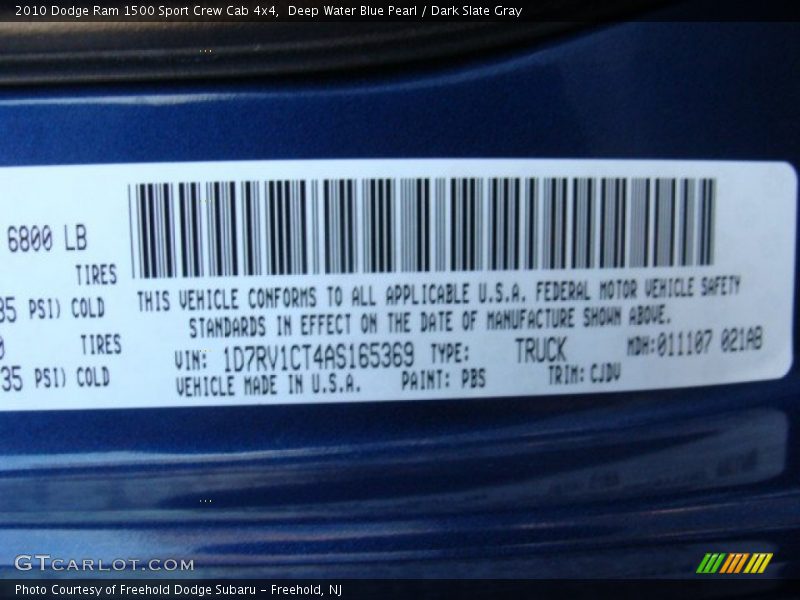 2010 Dodge Ram 1500 Sport Crew Cab 4x4,  Deep Water Blue Pearl / Dark Slate Gray
6800 LB
TIRES
35 PSI) COLD
THIS VEHICLE CONFORMS TO ALL APPLICABLE U.S.A. FEDERAL MOTOR VEHICLE SAFETY
STANDARDS IN EFFECT ON THE DATE OF MANUFACTURE SHOWN ABOVE.
TIRES
VIN: 1D7RV1CT4AS165369 TYPE: TRUCK MDH:011107 021AB
35 PSI) COLD
VEHICLE MADE IN U.S.A. PAINT: PBS TRIM: CJDV
GTCARLOT.COM
Photo Courtesy of Freehold Dodge Subaru – Freehold, NJ